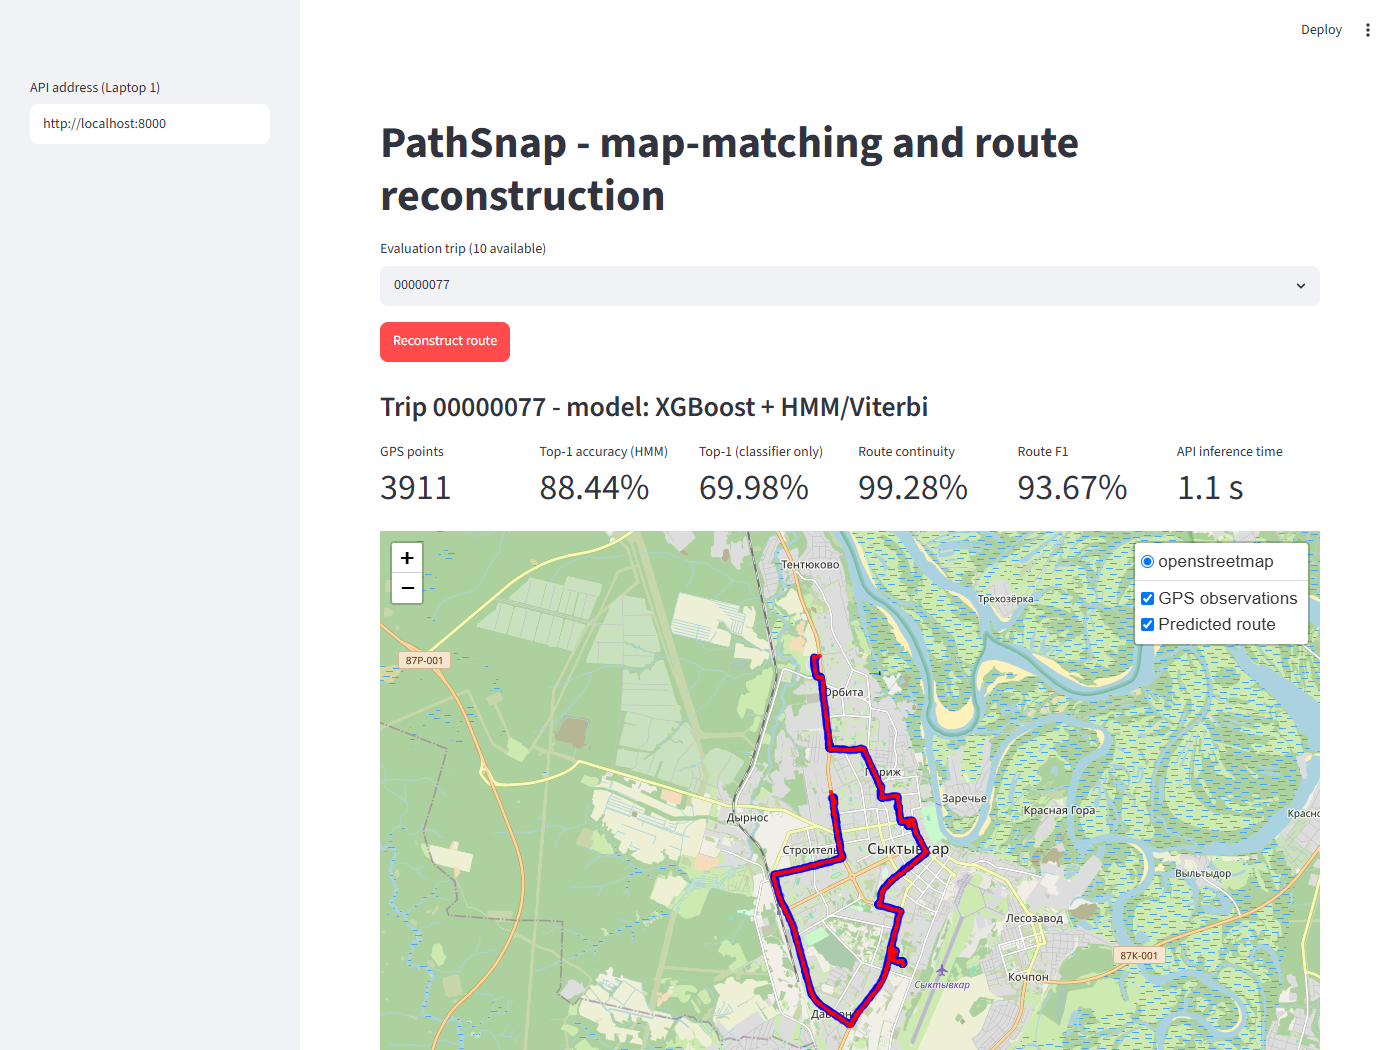 Deploy
API address (Laptop 1)
http://localhost:8000
PathSnap - map-matching and route
reconstruction
Evaluation trip (10 available)
00000077
Reconstruct route
Trip 00000077 - model: XGBoost + HMM/Viterbi
GPS points
Top-1 accuracy (HMM)
Top-1 (classifier only)
Route continuity
Route F1
API inference time
3911
88.44%
69.98%
99.28%
93.67%
1.1 s
+
−
openstreetmap
GPS observations
Predicted route
Тентюково
Трехозёрка
87Р-001
Орбита
Заречье
Красная Гора
Дырнос
Сыктывкар
Выльтыдор
Лесозавод
87К-001
Кочпон
Сыктывкар